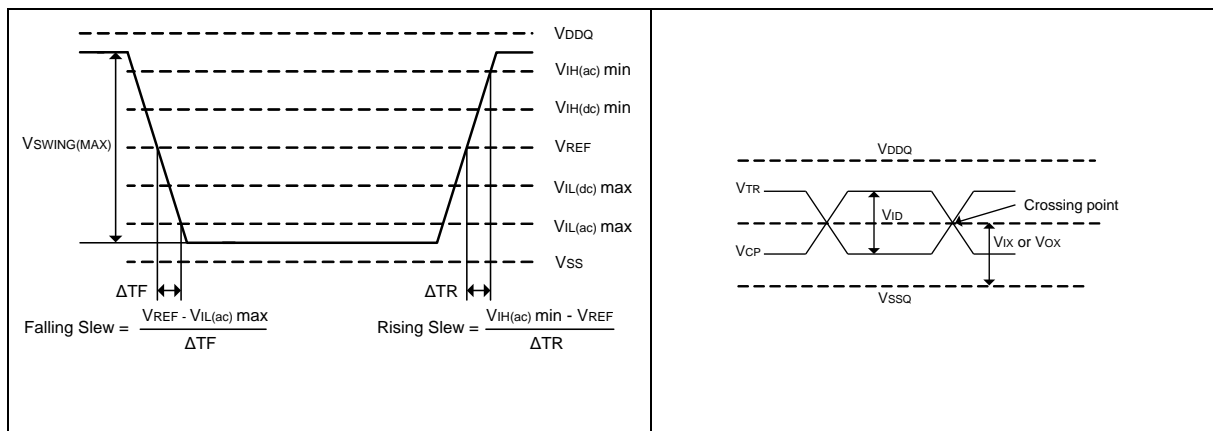 VDDQ
VIH(ac) min
VIH(dc) min
VSWING(MAX)
VREF
VIL(dc) max
VIL(ac) max
VSS
ΔTF
ΔTR
Falling Slew = VREF - VIL(ac) max
ΔTF
Rising Slew = VIH(ac) min - VREF
ΔTR
VDDQ
VTR
Crossing point
VID
VIX or VOX
VCP
VSSQ